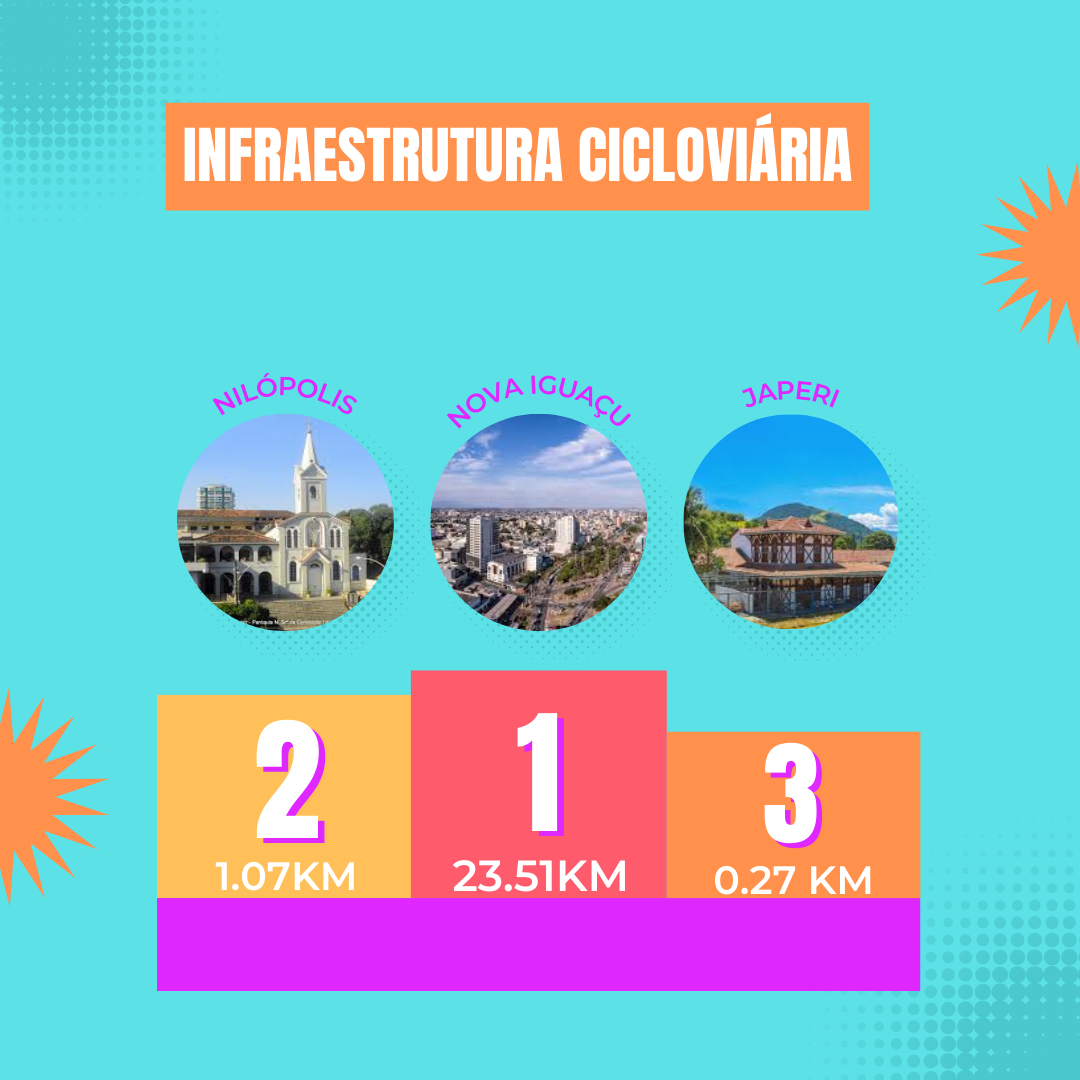 INFRAESTRUTURA CICLOVIÁRIA
NILÓPOLIS
NOVA IGUAÇU
JAPERI
2
1
3
1.07KM
23.51KM
0.27 KM